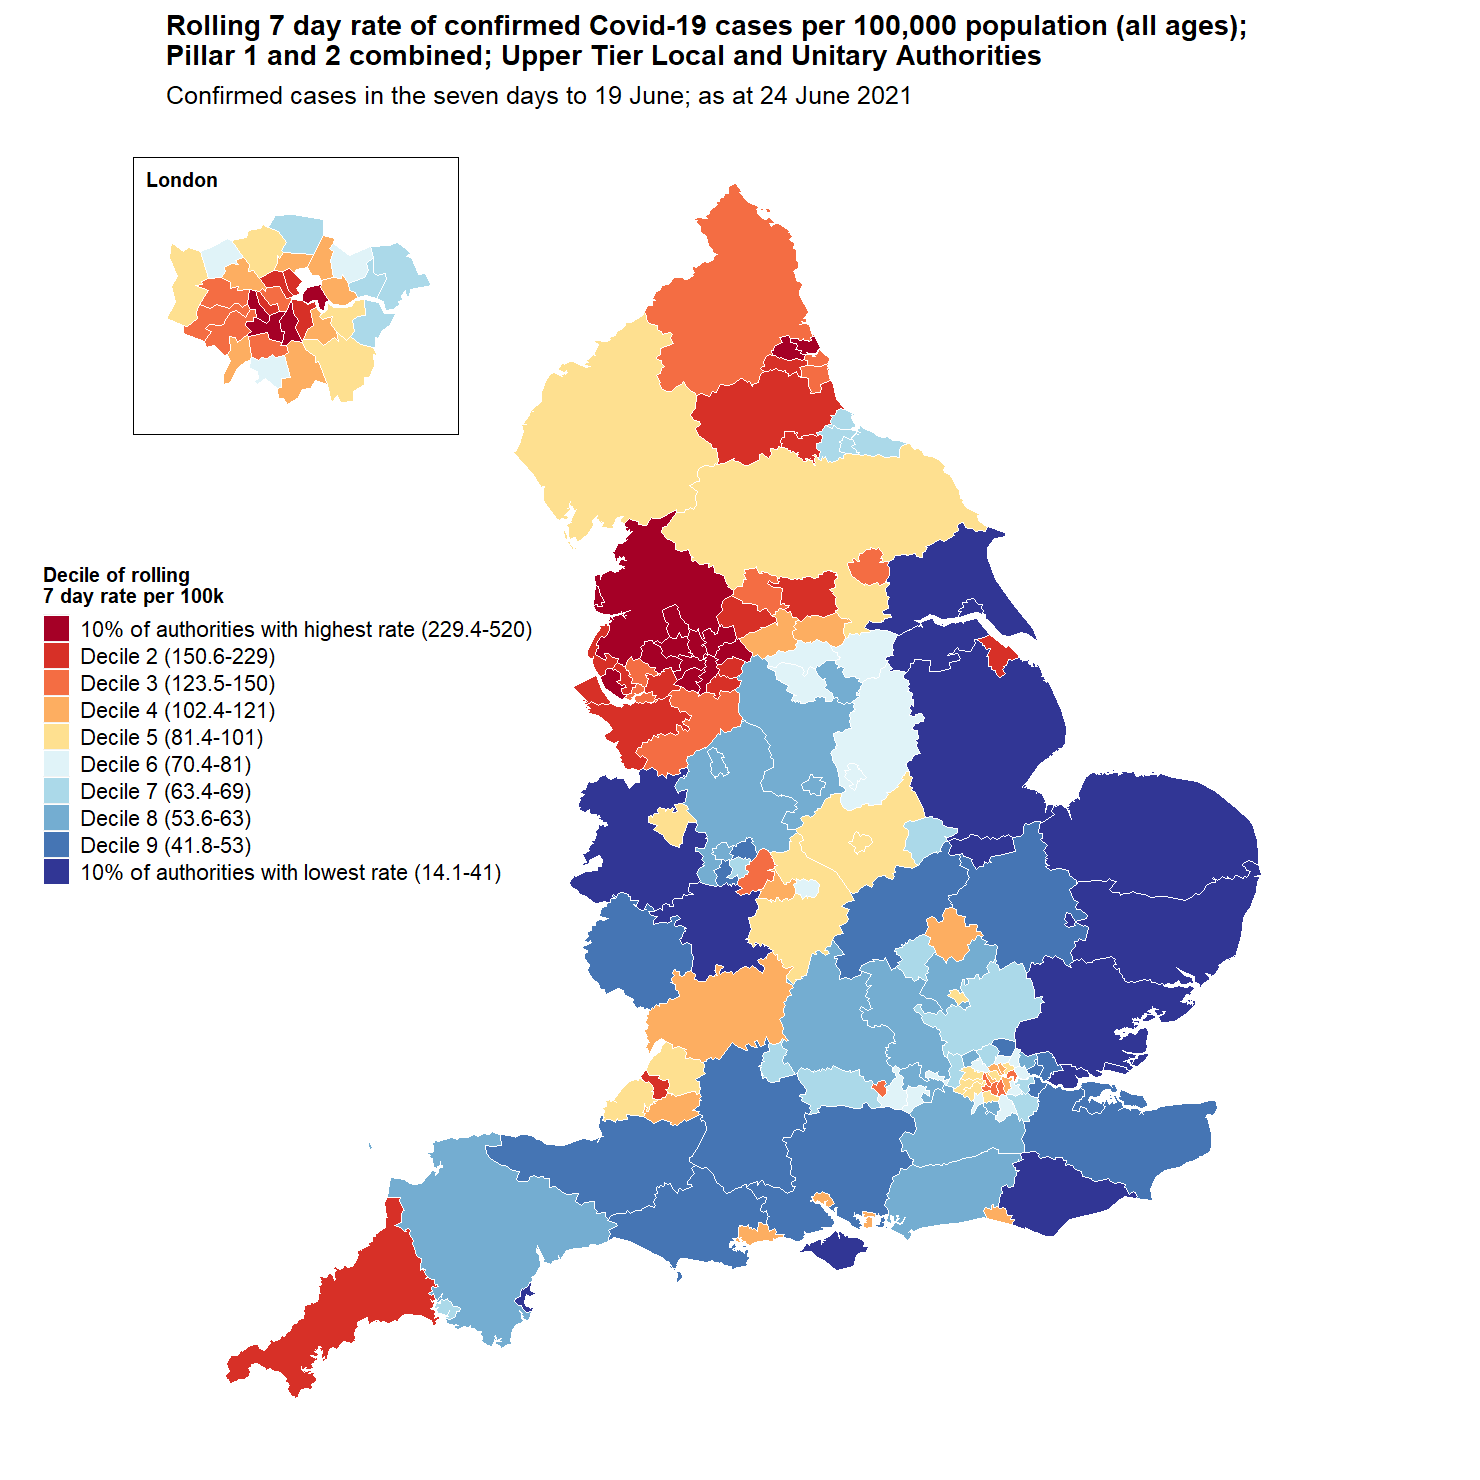 Rolling 7 day rate of confirmed Covid-19 cases per 100,000 population (all ages);
Pillar 1 and 2 combined; Upper Tier Local and Unitary Authorities
Confirmed cases in the seven days to 19 June; as at 24 June 2021
London
Decile of rolling
7 day rate per 100k
10% of authorities with highest rate (229.4-520)
Decile 2 (150.6-229)
Decile 3 (123.5-150)
Decile 4 (102.4-121)
Decile 5 (81.4-101)
Decile 6 (70.4-81)
Decile 7 (63.4-69)
Decile 8 (53.6-63)
Decile 9 (41.8-53)
10% of authorities with lowest rate (14.1-41)